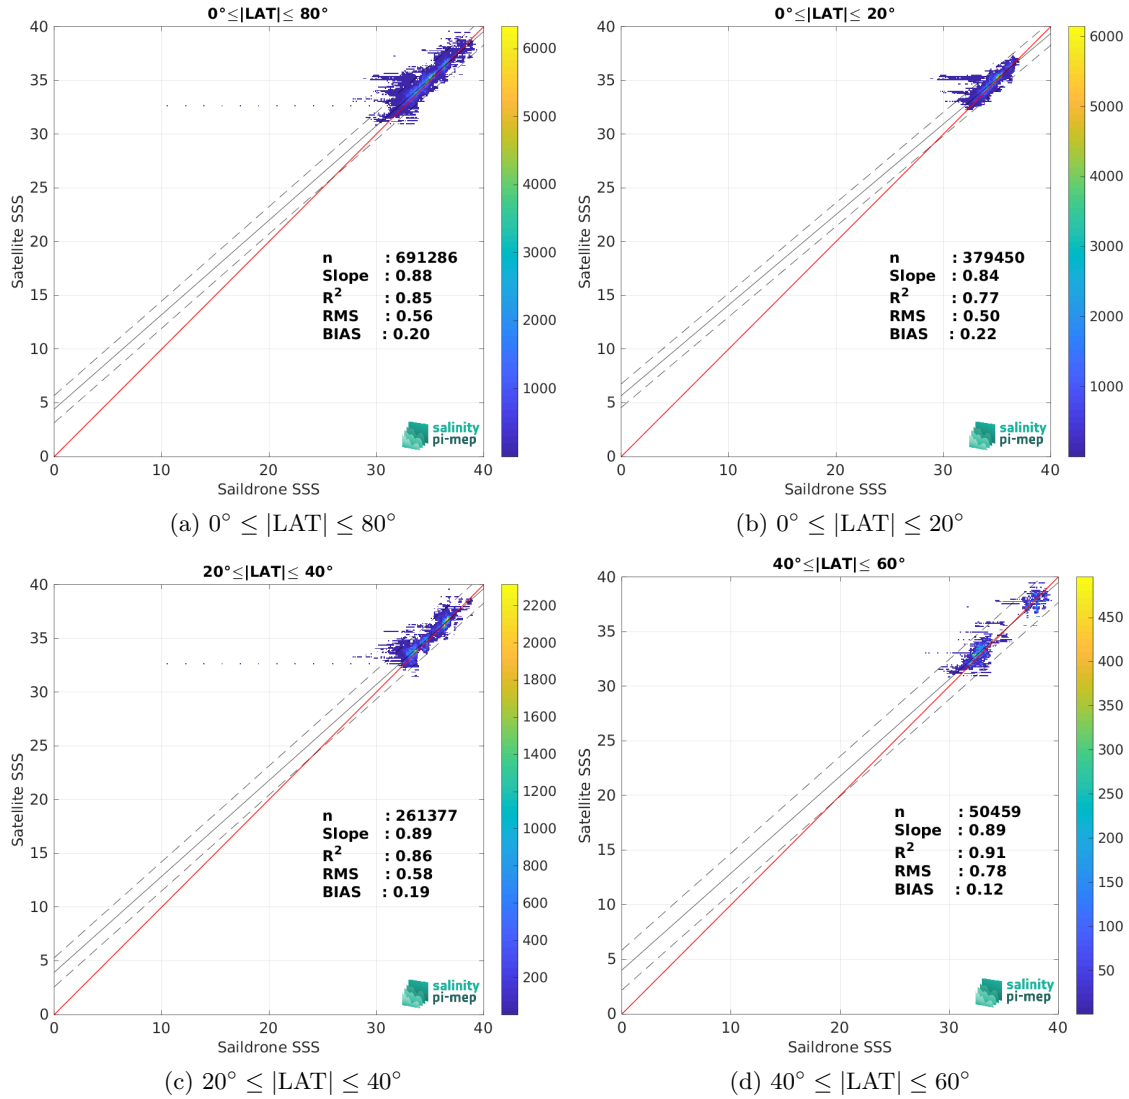 0°≤|LAT|≤ 80°
40
35
30
25
20
15
10
5
0
Satellite SSS
n : 691286
Slope : 0.88
R² : 0.85
RMS : 0.56
BIAS : 0.20
salinity
pi-mep
0 10 20 30 40
Saildrone SSS
6000
5000
4000
3000
2000
1000
(a) 0° ≤ |LAT| ≤ 80°
0°≤|LAT|≤ 20°
40
35
30
25
20
15
10
5
0
Satellite SSS
n : 379450
Slope : 0.84
R² : 0.77
RMS : 0.50
BIAS : 0.22
salinity
pi-mep
0 10 20 30 40
Saildrone SSS
6000
5000
4000
3000
2000
1000
(b) 0° ≤ |LAT| ≤ 20°
20°≤|LAT|≤ 40°
40
35
30
25
20
15
10
5
0
Satellite SSS
n : 261377
Slope : 0.89
R² : 0.86
RMS : 0.58
BIAS : 0.19
salinity
pi-mep
0 10 20 30 40
Saildrone SSS
2200
2000
1800
1600
1400
1200
1000
800
600
400
200
(c) 20° ≤ |LAT| ≤ 40°
40°≤|LAT|≤ 60°
40
35
30
25
20
15
10
5
0
Satellite SSS
n : 50459
Slope : 0.89
R² : 0.91
RMS : 0.78
BIAS : 0.12
salinity
pi-mep
0 10 20 30 40
Saildrone SSS
450
400
350
300
250
200
150
100
50
(d) 40° ≤ |LAT| ≤ 60°